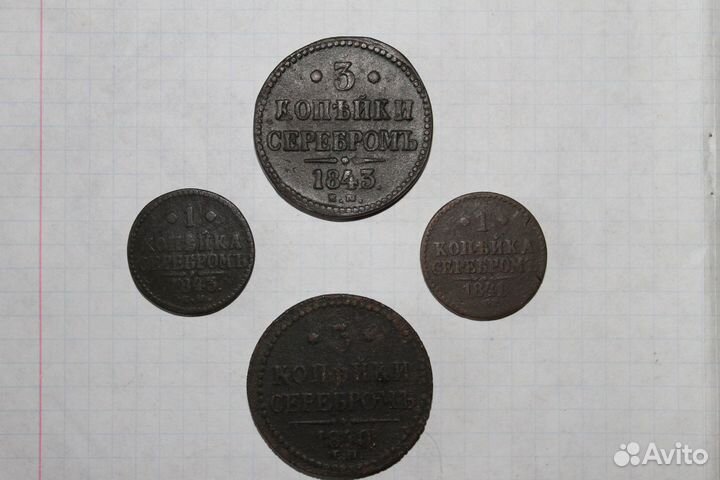 3
КОПѢЙКИ
СЕРЕБРОМЪ
1843.
Е.М.
1
КОПѢЙКА
СЕРЕБРОМЪ
1843.
1
КОПѢЙКА
СЕРЕБРОМЪ
1841
3
КОПѢЙКИ
СЕРЕБРОМЪ
Avito